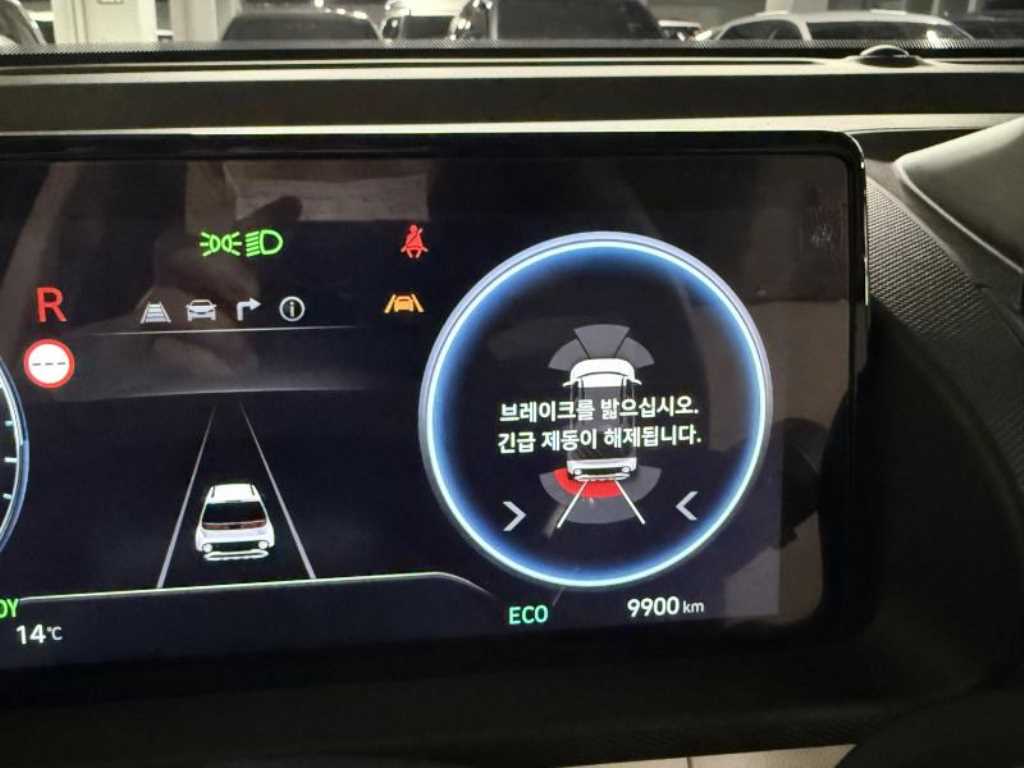 R
브레이크를 밟으십시오.
긴급 제동이 해제됩니다.
ECO
9900 km
14°C